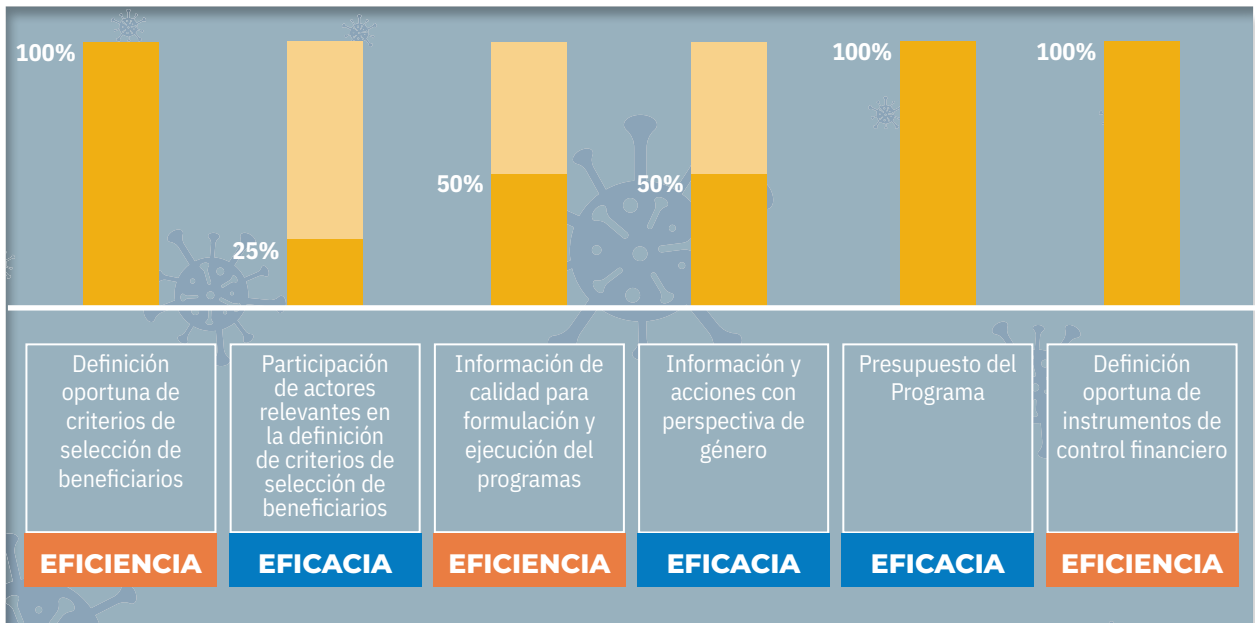 100%
25%
50%
50%
100%
100%
Definición
oportuna de
criterios de
selección de
beneficiarios
Participación
de actores
relevantes en
la definición
de criterios de
selección de
beneficiarios
Información de
calidad para
formulación y
ejecución del
programas
Información y
acciones con
perspectiva de
género
Presupuesto del
Programa
Definición
oportuna de
instrumentos de
control financiero
EFICIENCIA
EFICACIA
EFICIENCIA
EFICACIA
EFICACIA
EFICIENCIA